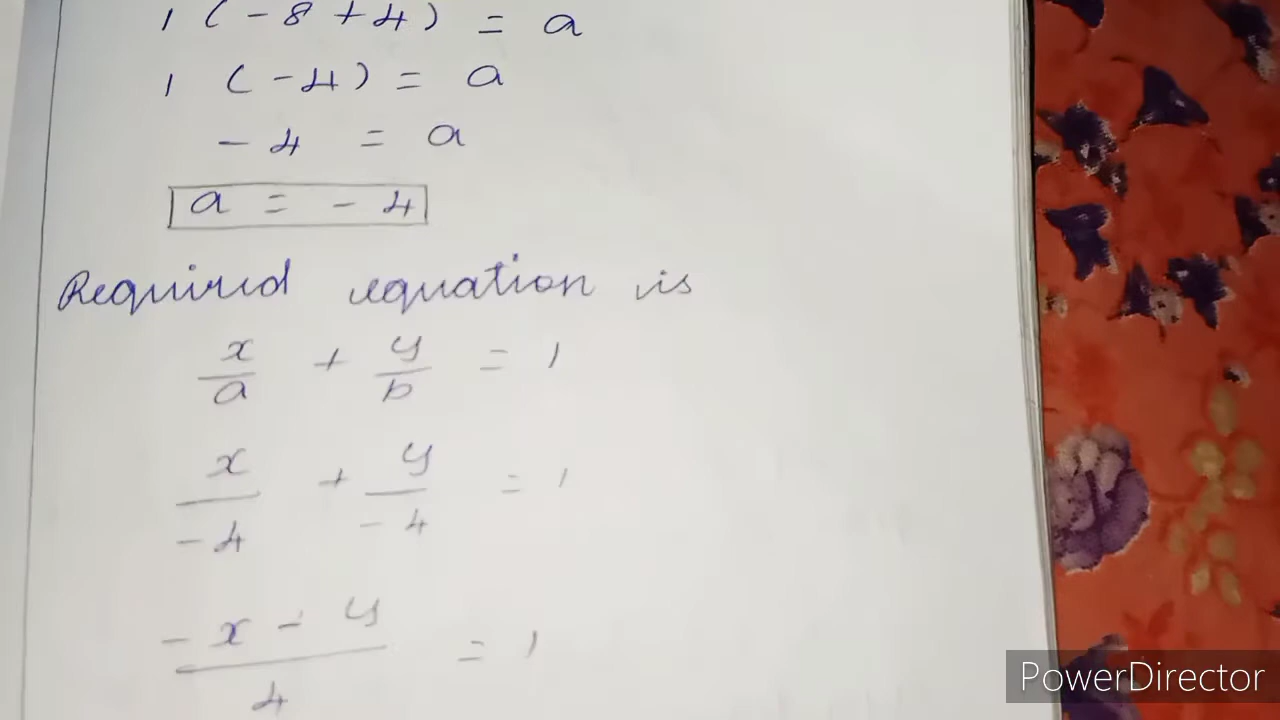 1 ( - 8 + 4 ) = a
1 ( - 4 ) = a
- 4 = a
a = - 4
Required equation is
x/a + y/b = 1
x/-4 + y/-4 = 1
- x - y/4 = 1
PowerDirector